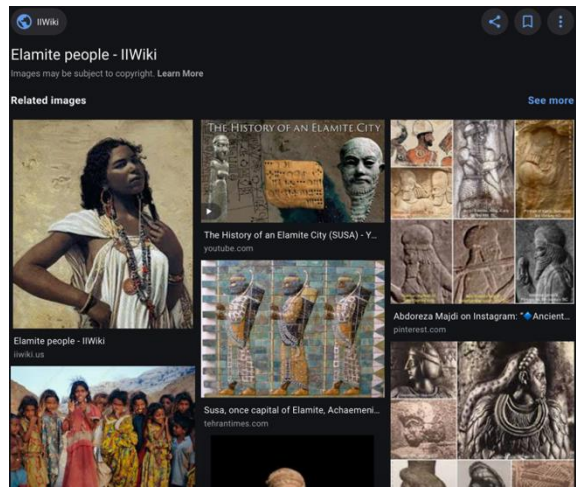 IIWiki
Elamite people - IIWiki
Images may be subject to copyright. Learn More
Related images
See more
THE HISTORY OF AN ELAMITE CITY
The History of an Elamite City (SUSA) - Y...
youtube.com
Elamite people - IIWiki
iiwiki.us
Susa, once capital of Elamite, Achaemeni...
tehrantimes.com
Abdoreza Majdi on Instagram: "🔷Ancient...
pinterest.com